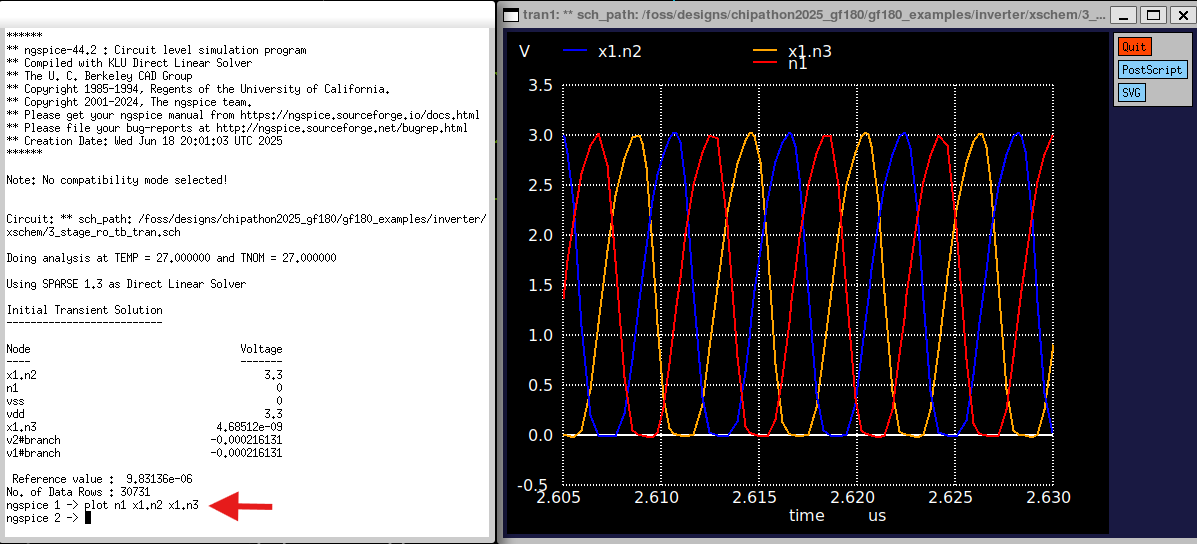 ******
** ngspice-44.2 : Circuit level simulation program
** Compiled with KLU Direct Linear Solver
** The U. C. Berkeley CAD Group
** Copyright 1985-1994, Regents of the University of California.
** Copyright 2001-2024, The ngspice team.
** Please get your ngspice manual from https://ngspice.sourceforge.io/docs.html
** Please file your bug-reports at http://ngspice.sourceforge.net/bugrep.html
** Creation Date: Wed Jun 18 20:01:03 UTC 2025
******
Note: No compatibility mode selected!
Circuit: ** sch_path: /foss/designs/chipathon2025_gf180/gf180_examples/inverter/
xschem/3_stage_ro_tb_tran.sch
Doing analysis at TEMP = 27.000000 and TNOM = 27.000000
Using SPARSE 1.3 as Direct Linear Solver
Initial Transient Solution
--------------------------
Node Voltage
---- -------
x1.n2 3.3
n1 0
vss 0
vdd 3.3
x1.n3 4.68512e-09
v2#branch -0.000216131
v1#branch -0.000216131
Reference value : 9.83136e-06
No. of Data Rows : 30731
ngspice 1 -> plot n1 x1.n2 x1.n3
ngspice 2 ->
tran1: ** sch_path: /foss/designs/chipathon2025_gf180/gf180_examples/inverter/xschem/3_...
Quit
PostScript
SVG
V x1.n2 x1.n3
n1
3.5
3.0
2.5
2.0
1.5
1.0
0.5
0.0
-0.5
2.605 2.610 2.615 2.620 2.625 2.630
time us